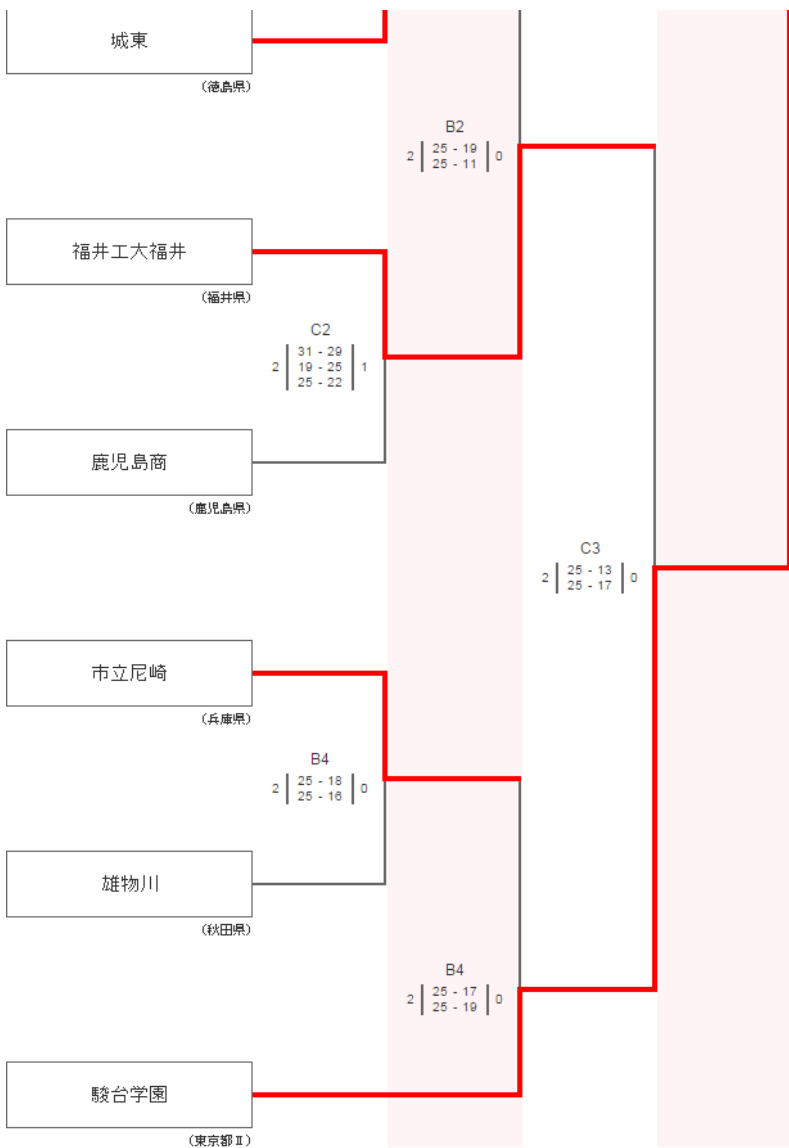 城東
(徳島県)
B2
2 25 - 19 0
25 - 11
福井工大福井
(福井県)
C2
31 - 29
2 19 - 25 1
25 - 22
鹿児島商
(鹿児島県)
C3
2 25 - 13 0
25 - 17
市立尼崎
(兵庫県)
B4
2 25 - 18 0
25 - 16
雄物川
(秋田県)
B4
2 25 - 17 0
25 - 19
駿台学園
(東京都Ⅱ)